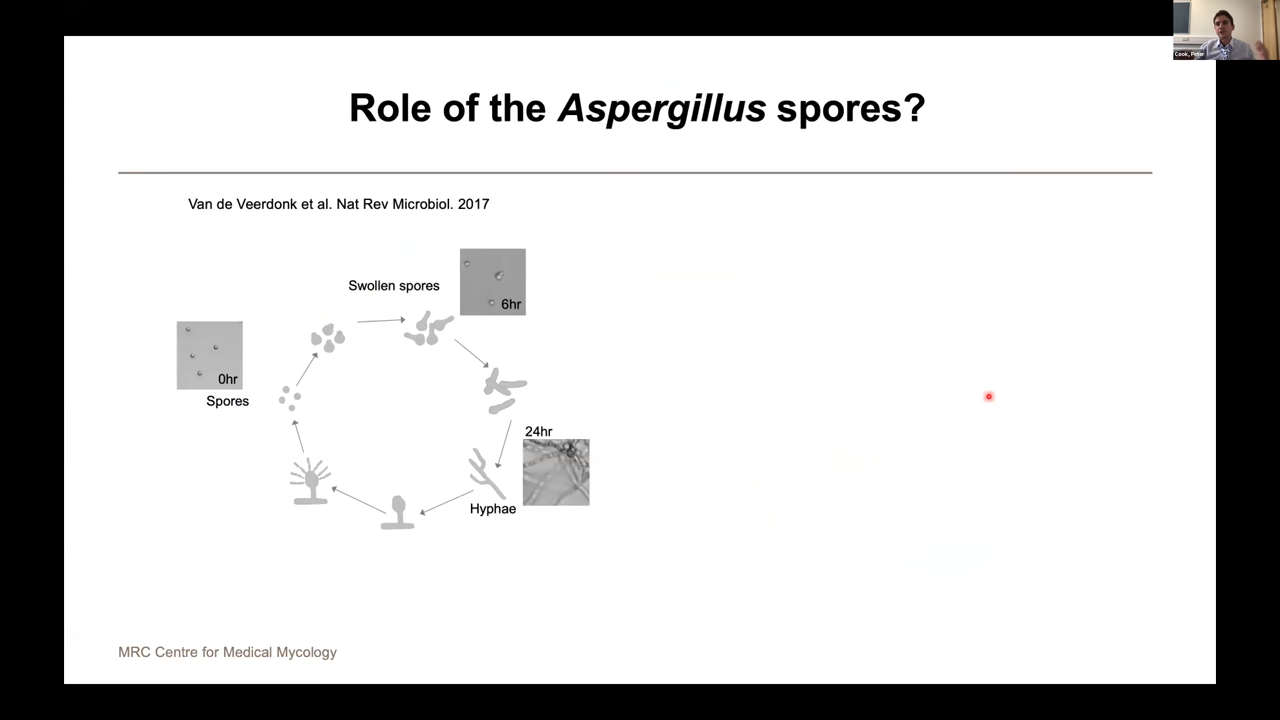 Cook, Peter
Role of the Aspergillus spores?
Van de Veerdonk et al. Nat Rev Microbiol. 2017
Swollen spores
6hr
0hr
Spores
24hr
Hyphae
MRC Centre for Medical Mycology